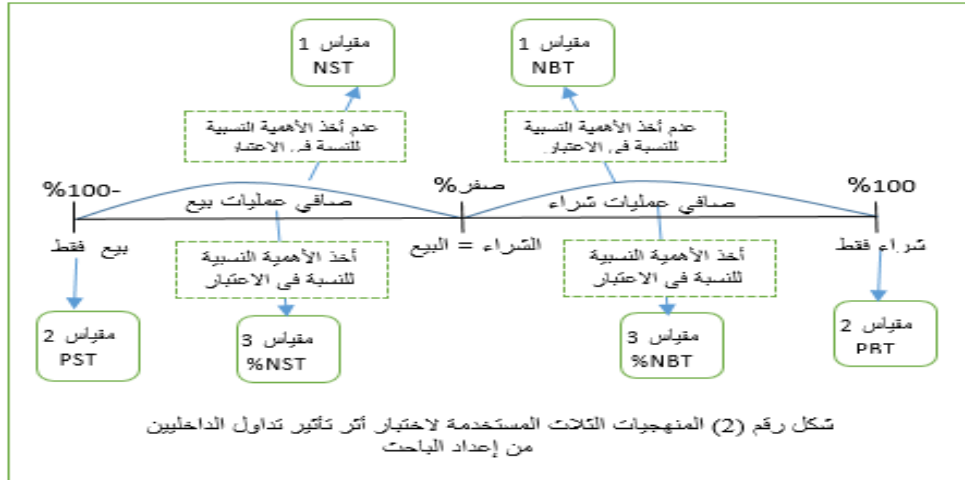 مقياس 1
NST
مقياس 1
NBT
عدم أخذ الأهمية النسبية
للنسبة في الاعتبار
عدم أخذ الأهمية النسبية
للنسبة في الاعتبار
%100-
صفر%
%100
صافي عمليات بيع
صافي عمليات شراء
بيع فقط
الشراء = البيع
شراء فقط
أخذ الأهمية النسبية
للنسبة في الاعتبار
أخذ الأهمية النسبية
للنسبة في الاعتبار
مقياس 2
PST
مقياس 3
%NST
مقياس 3
%NBT
مقياس 2
PBT
شكل رقم (2) المنهجيات الثلاث المستخدمة لاختبار أثر تأثير تداول الداخليين
من إعداد الباحث